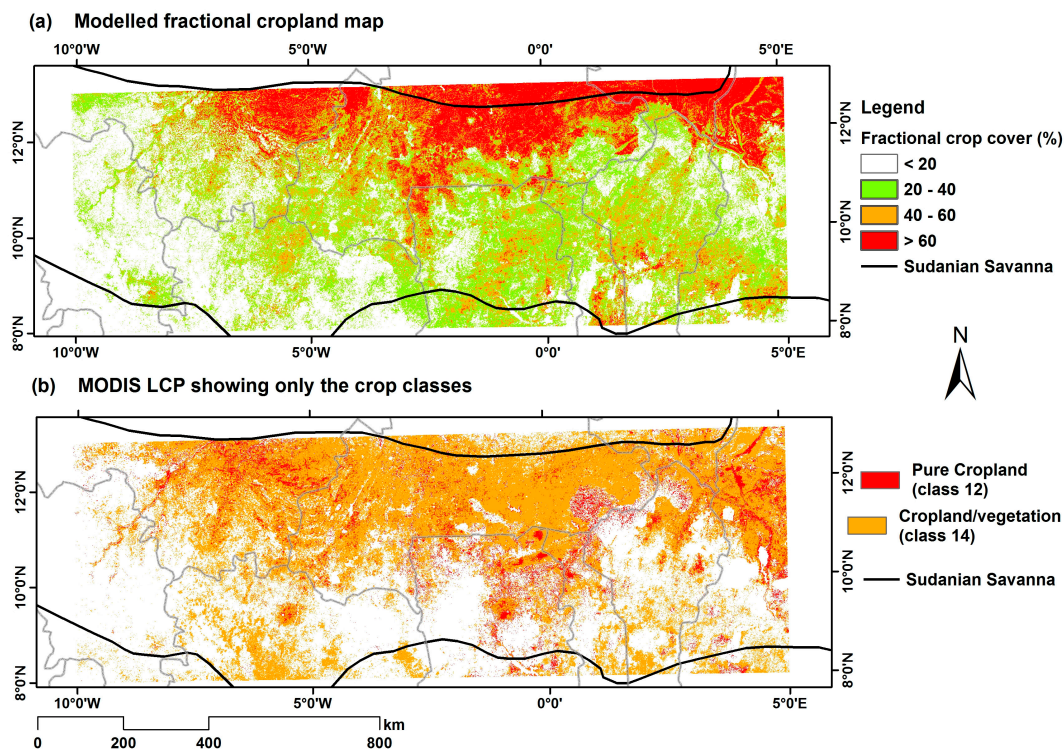 (a) Modelled fractional cropland map
10°0'W 5°0'W 0°0' 5°0'E
12°0'N 12°0'N
10°0'N 10°0'N
8°0'N 8°0'N
10°0'W 5°0'W 0°0' 5°0'E
Legend
Fractional crop cover (%)
< 20
20 - 40
40 - 60
> 60
Sudanian Savanna
N
(b) MODIS LCP showing only the crop classes
12°0'N 12°0'N
10°0'N 10°0'N
8°0'N 8°0'N
10°0'W 5°0'W 0°0' 5°0'E
Pure Cropland
(class 12)
Cropland/vegetation
(class 14)
Sudanian Savanna
km
0 200 400 800